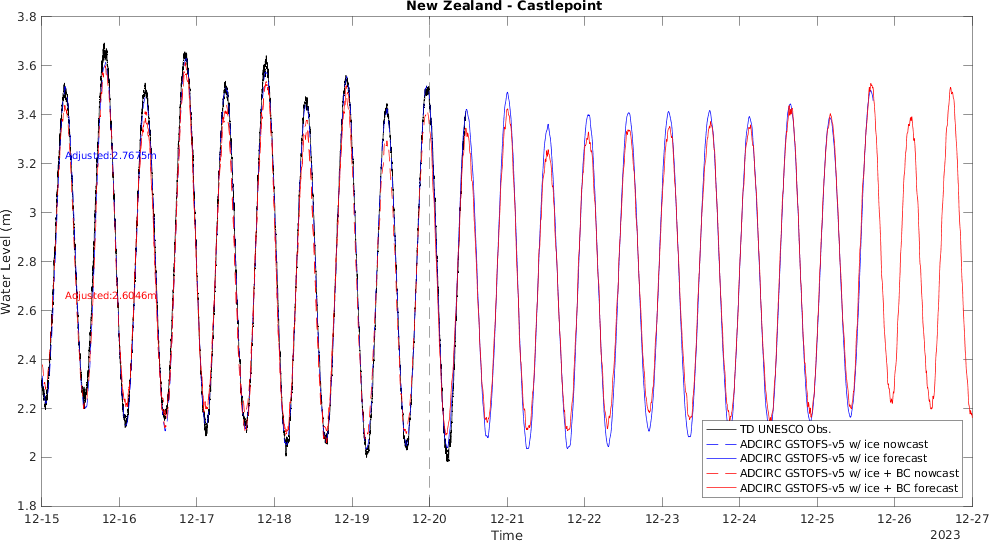 New Zealand - Castlepoint
3.8
3.6
3.4
3.2
3
2.8
2.6
2.4
2.2
2
1.8
Water Level (m)
Adjusted:2.7675m
Adjusted:2.6046m
TD UNESCO Obs.
ADCIRC GSTOFS-v5 w/ ice nowcast
ADCIRC GSTOFS-v5 w/ ice forecast
ADCIRC GSTOFS-v5 w/ ice + BC nowcast
ADCIRC GSTOFS-v5 w/ ice + BC forecast
12-15 12-16 12-17 12-18 12-19 12-20 12-21 12-22 12-23 12-24 12-25 12-26 12-27
Time
2023